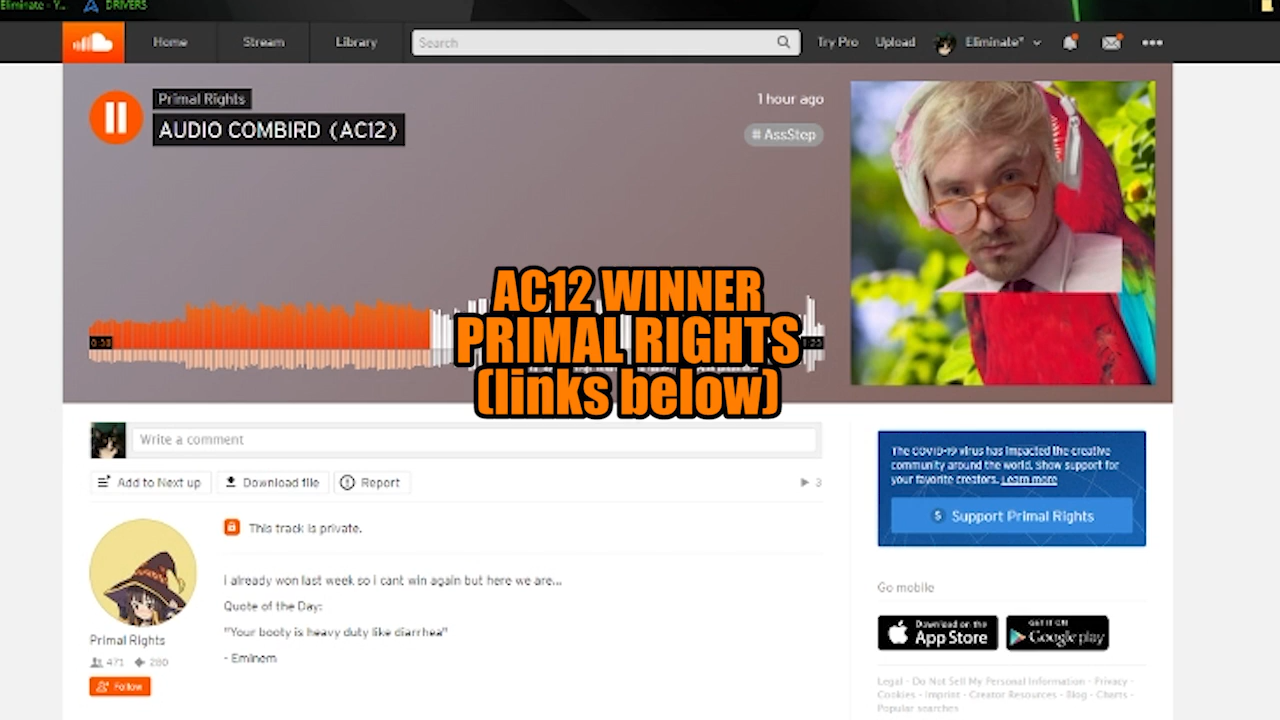 Eliminate - Y...
DRIVERS
Home
Stream
Library
Search
Try Pro
Upload
Eliminate*
Primal Rights
AUDIO COMBIRD (AC12)
1 hour ago
# AssStep
AC12 WINNER
PRIMAL RIGHTS
(links below)
Write a comment
Add to Next up
Download file
Report
3
This track is private.
I already won last week so i cant win again but here we are...
Quote of the Day:
"Your booty is heavy duty like diarrhea"
- Eminem
Primal Rights
471
280
Follow
The COVID-19 virus has impacted the creative
community around the world. Show support for
your favorite creators. Learn more
Support Primal Rights
Go mobile
Download on the
App Store
GET IT ON
Google play
Legal - Do Not Sell My Personal Information - Privacy -
Cookies - Imprint - Creator Resources - Blog - Charts -
Popular searches